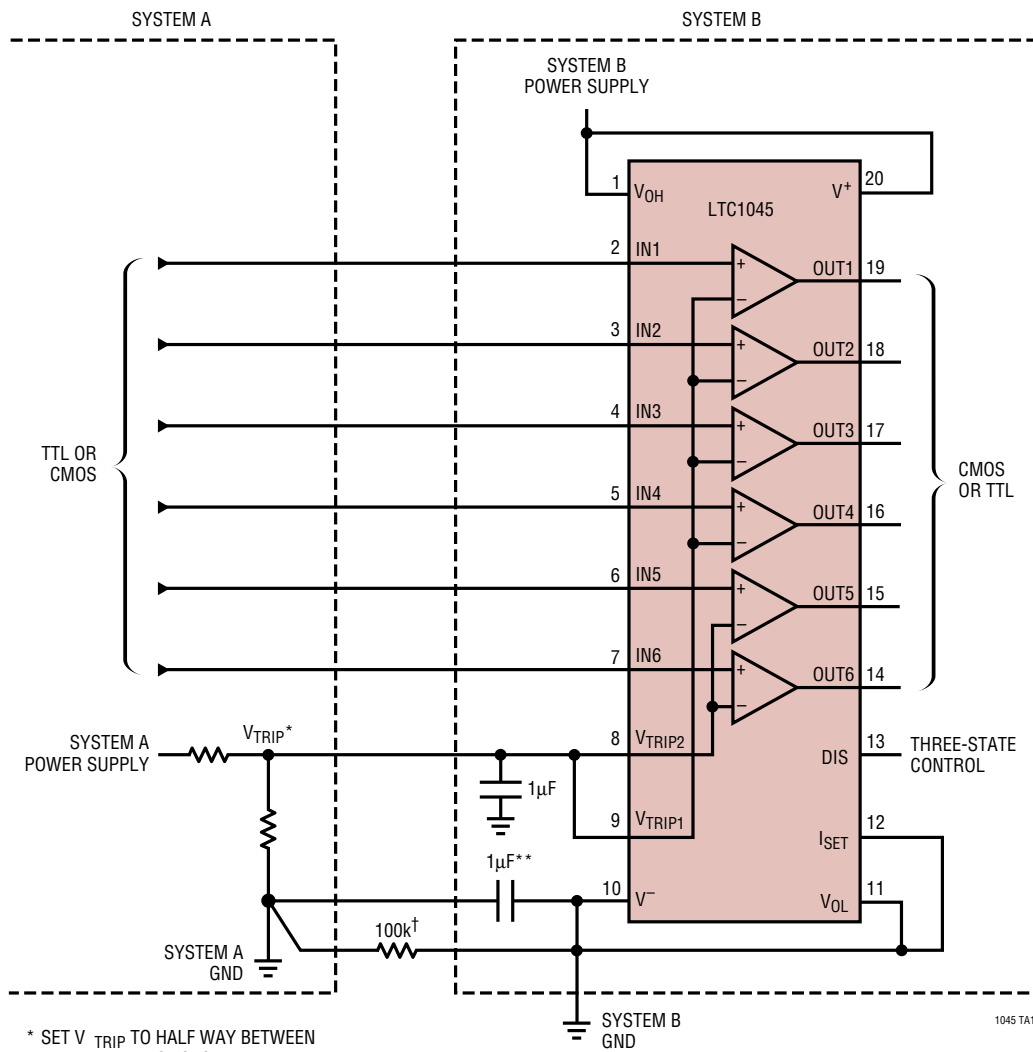 SYSTEM A
SYSTEM B
SYSTEM B
POWER SUPPLY
1
VOH
LTC1045
V+
20
2
IN1
+
−
OUT1
19
3
IN2
+
−
OUT2
18
4
IN3
+
−
OUT3
17
TTL OR
CMOS
CMOS
OR TTL
5
IN4
+
−
OUT4
16
6
IN5
+
−
OUT5
15
7
IN6
+
−
OUT6
14
SYSTEM A
POWER SUPPLY
VTRIP*
8
VTRIP2
DIS
13
THREE-STATE
CONTROL
1µF
9
VTRIP1
ISET
12
1µF**
10
V−
VOL
11
100k†
SYSTEM A
GND
SYSTEM B
GND
1045 TA1
* SET V TRIP TO HALF WAY BETWEEN